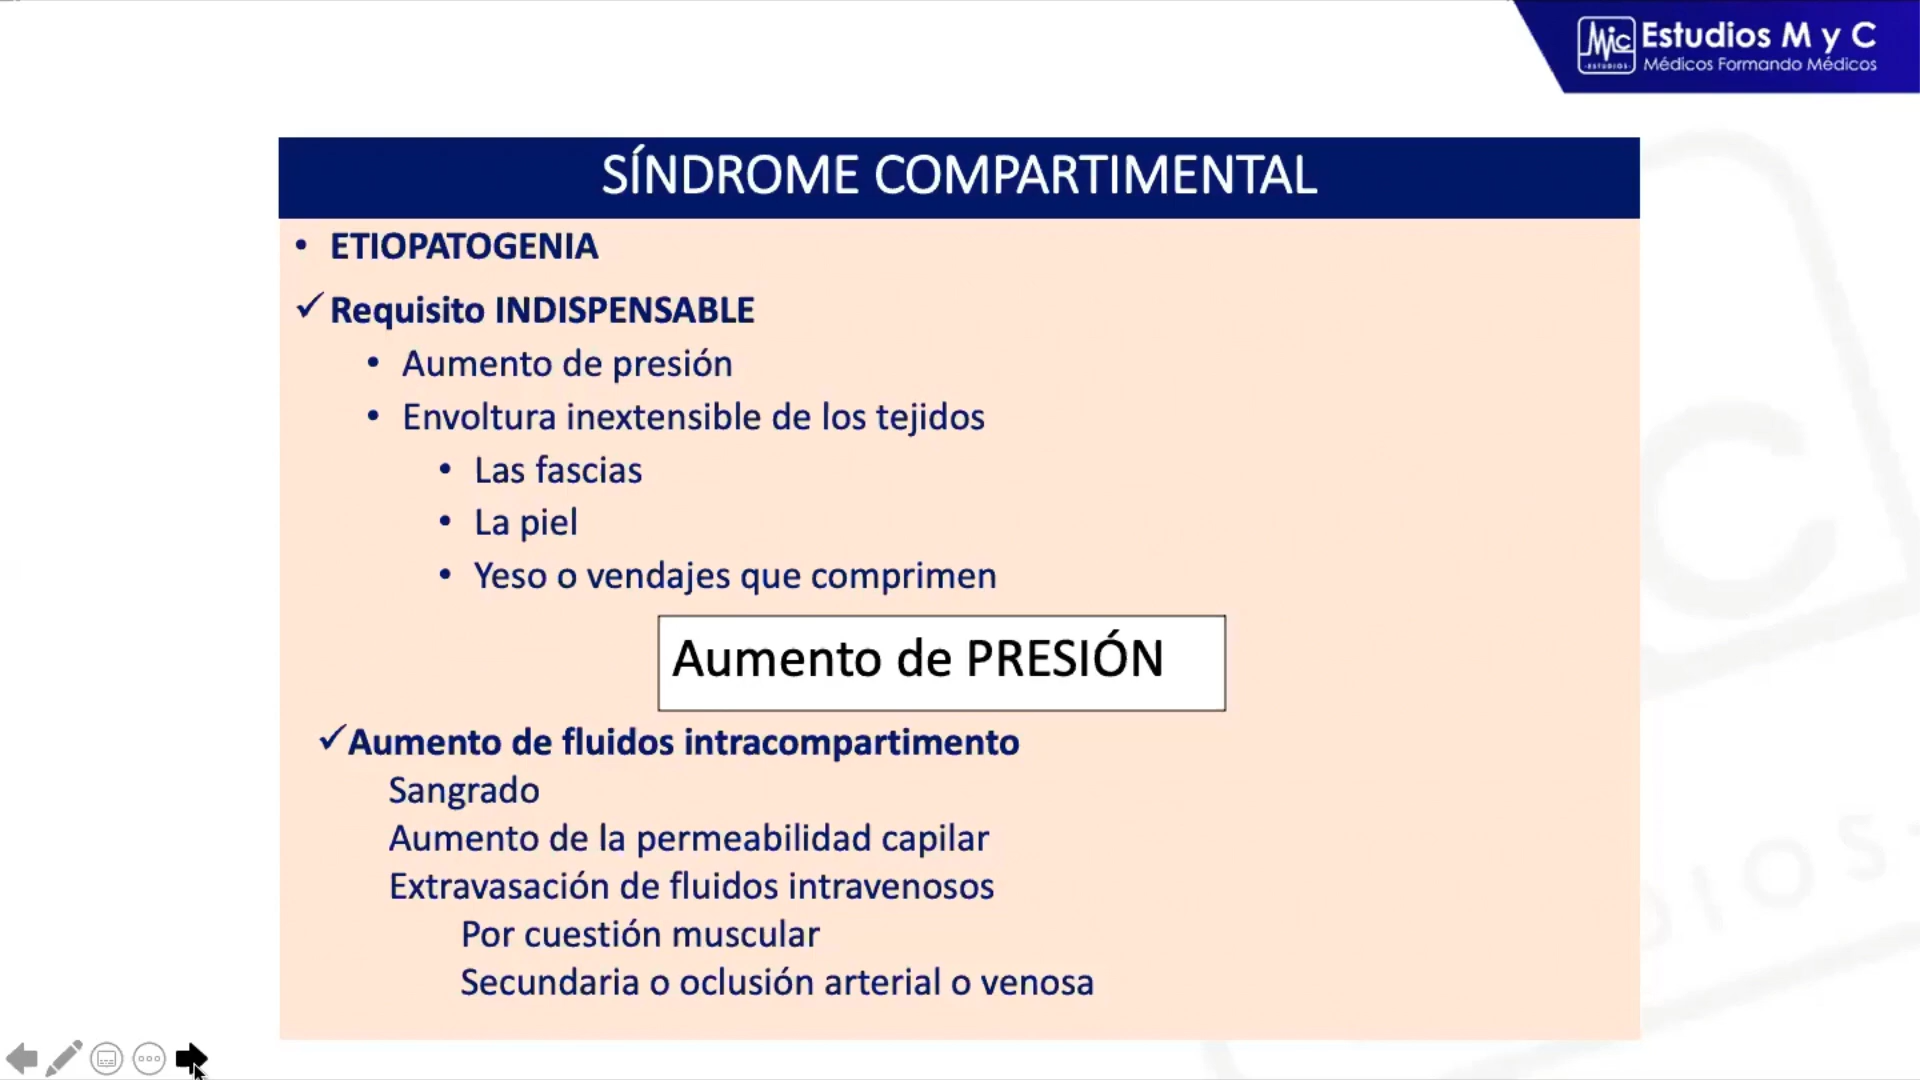 Mic
-ESTUDIOS-
Estudios M y C
Médicos Formando Médicos
SÍNDROME COMPARTIMENTAL
• ETIOPATOGENIA
✓ Requisito INDISPENSABLE
• Aumento de presión
• Envoltura inextensible de los tejidos
• Las fascias
• La piel
• Yeso o vendajes que comprimen
Aumento de PRESIÓN
✓ Aumento de fluidos intracompartimento
Sangrado
Aumento de la permeabilidad capilar
Extravasación de fluidos intravenosos
Por cuestión muscular
Secundaria o oclusión arterial o venosa